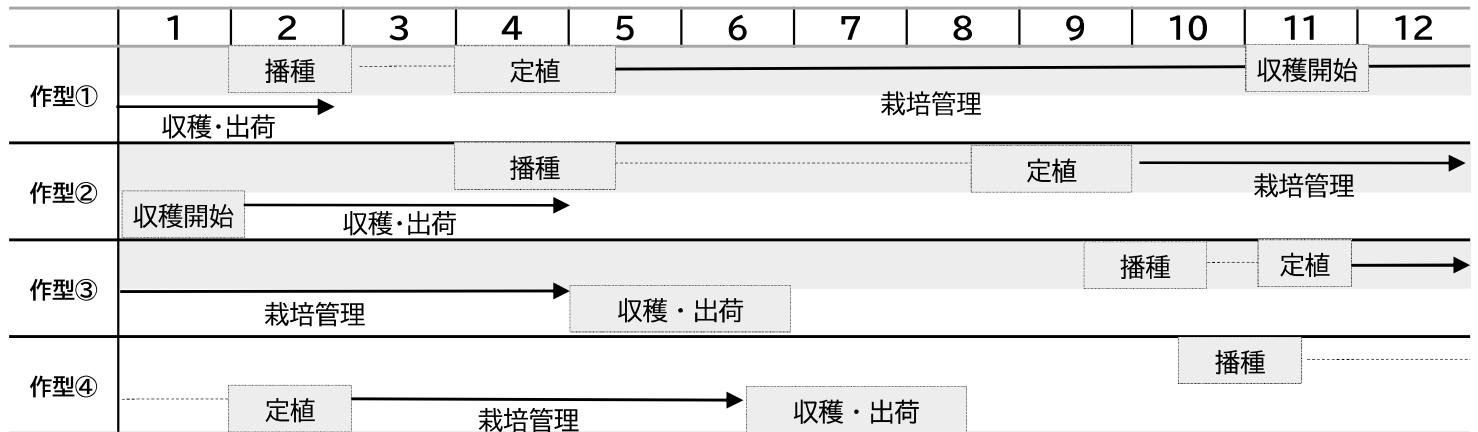 1 2 3 4 5 6 7 8 9 10 11 12
作型①
播種 定植 収穫開始
栽培管理
収穫・出荷
作型②
播種 定植
栽培管理
収穫開始 収穫・出荷
作型③
播種 定植
栽培管理 収穫・出荷
作型④
播種
定植 栽培管理 収穫・出荷